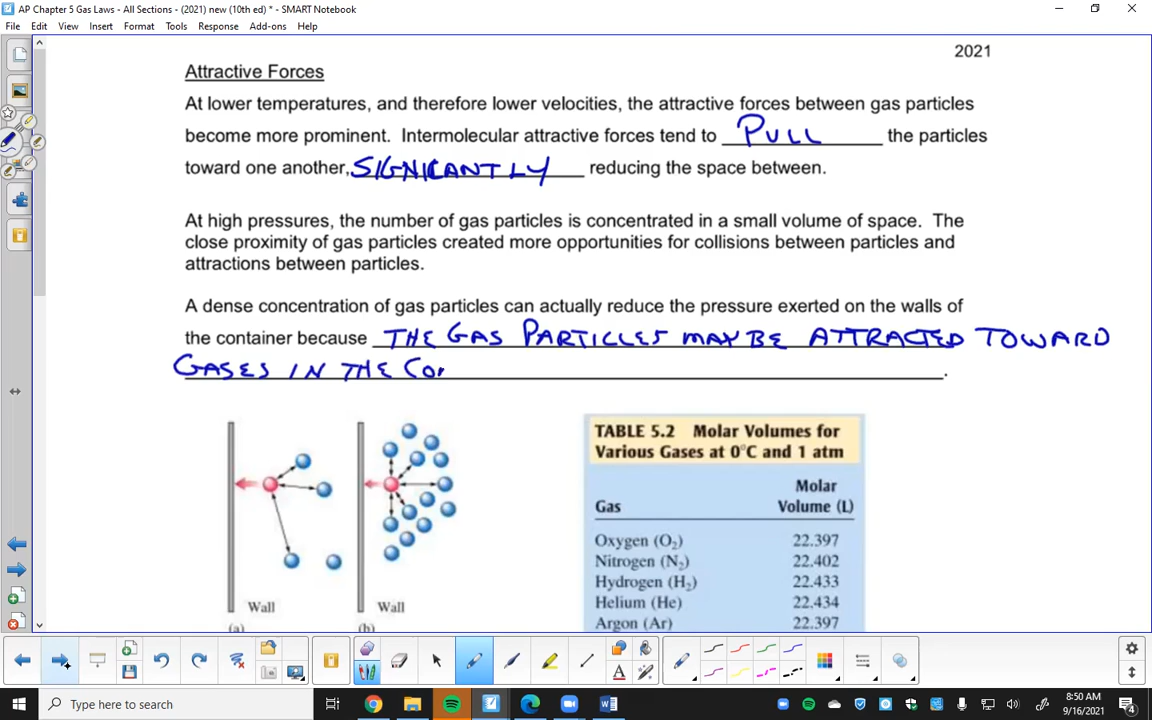 AP Chapter 5 Gas Laws - All Sections - (2021) new (10th ed) * - SMART Notebook
File Edit View Insert Format Tools Response Add-ons Help
2021
Attractive Forces
At lower temperatures, and therefore lower velocities, the attractive forces between gas particles
become more prominent. Intermolecular attractive forces tend to PULL the particles
toward one another, SIGNICANTLY reducing the space between.
At high pressures, the number of gas particles is concentrated in a small volume of space. The
close proximity of gas particles created more opportunities for collisions between particles and
attractions between particles.
A dense concentration of gas particles can actually reduce the pressure exerted on the walls of
the container because THE GAS PARTICLES MAY BE ATTRACTED TOWARD
GASES IN THE CO.
TABLE 5.2 Molar Volumes for
Various Gases at 0°C and 1 atm
Gas Molar Volume (L)
Oxygen (O₂) 22.397
Nitrogen (N₂) 22.402
Hydrogen (H₂) 22.433
Helium (He) 22.434
Argon (Ar) 22.397
Wall Wall
(a) (b)
Type here to search
8:50 AM
9/16/2021
4